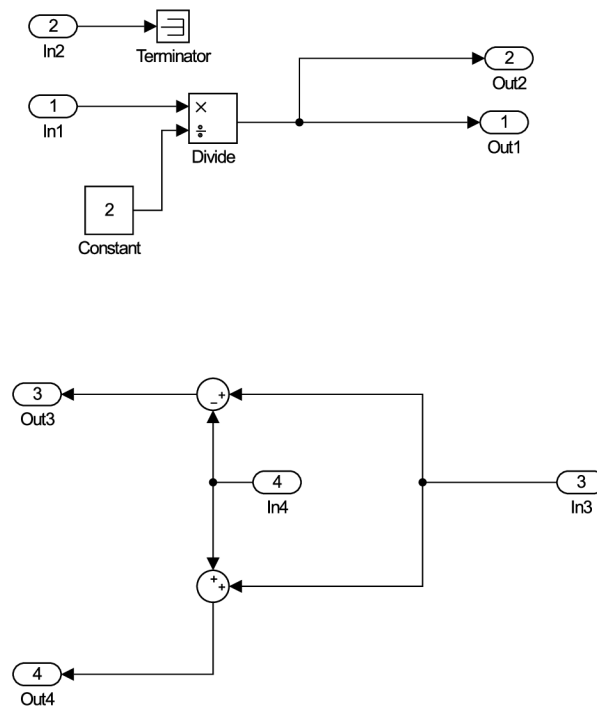 2
In2
Terminator
2
Out2
1
In1
×
÷
Divide
1
Out1
2
Constant
3
Out3
+
−
4
In4
3
In3
+
+
4
Out4